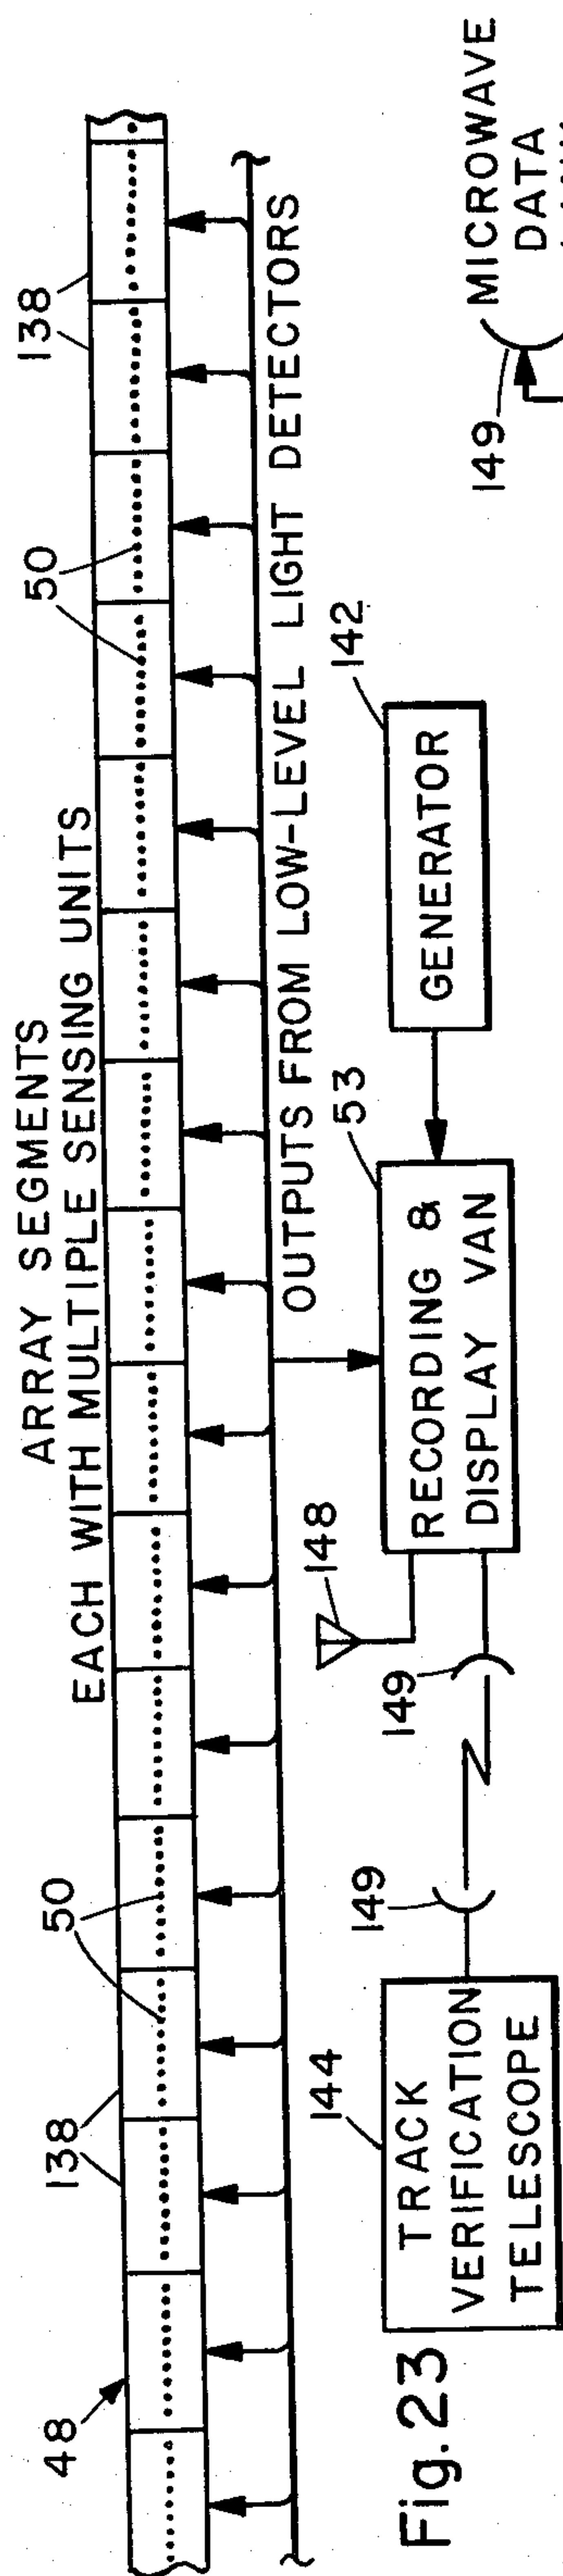 ARRAY SEGMENTS
EACH WITH MULTIPLE SENSING UNITS
48
138
50
50
138
OUTPUTS FROM LOW-LEVEL LIGHT DETECTORS
Fig. 23
144
TRACK
VERIFICATION
TELESCOPE
149
149
148
53
RECORDING &
DISPLAY VAN
142
GENERATOR
149
MICROWAVE
DATA